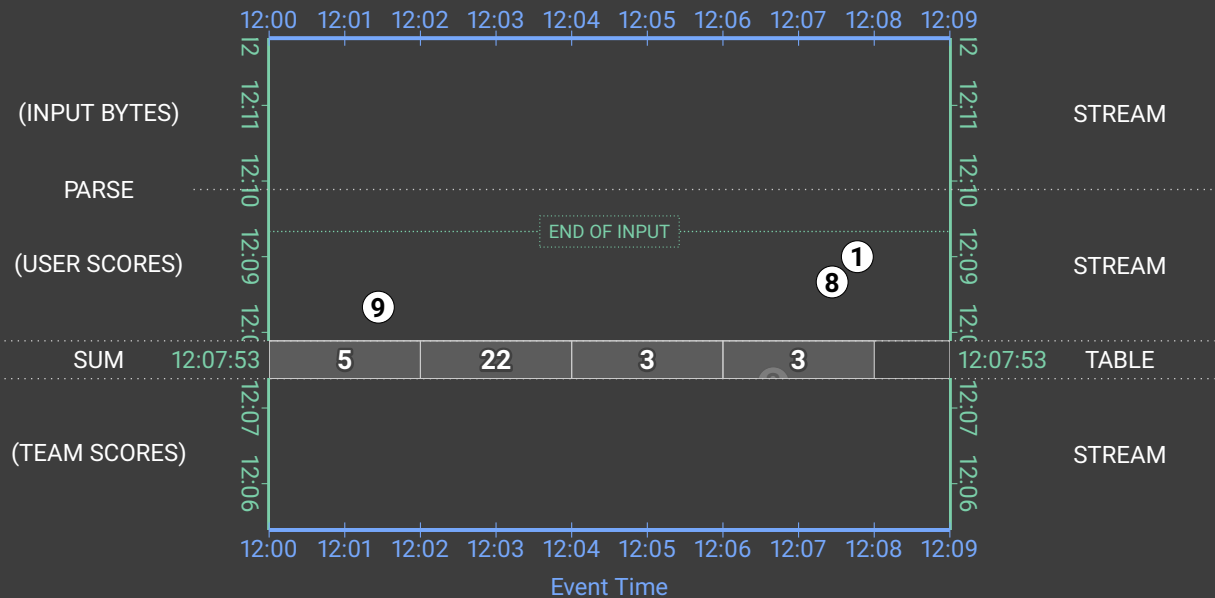 12:00 12:01 12:02 12:03 12:04 12:05 12:06 12:07 12:08 12:09
(INPUT BYTES) 12:11 12:11 STREAM
PARSE 12:10 12:10
END OF INPUT
(USER SCORES) 12:09 12:09 STREAM
1
8
9
SUM 12:07:53 5 22 3 3 12:07:53 TABLE
12:07 12:07
(TEAM SCORES) STREAM
12:06 12:06
12:00 12:01 12:02 12:03 12:04 12:05 12:06 12:07 12:08 12:09
Event Time